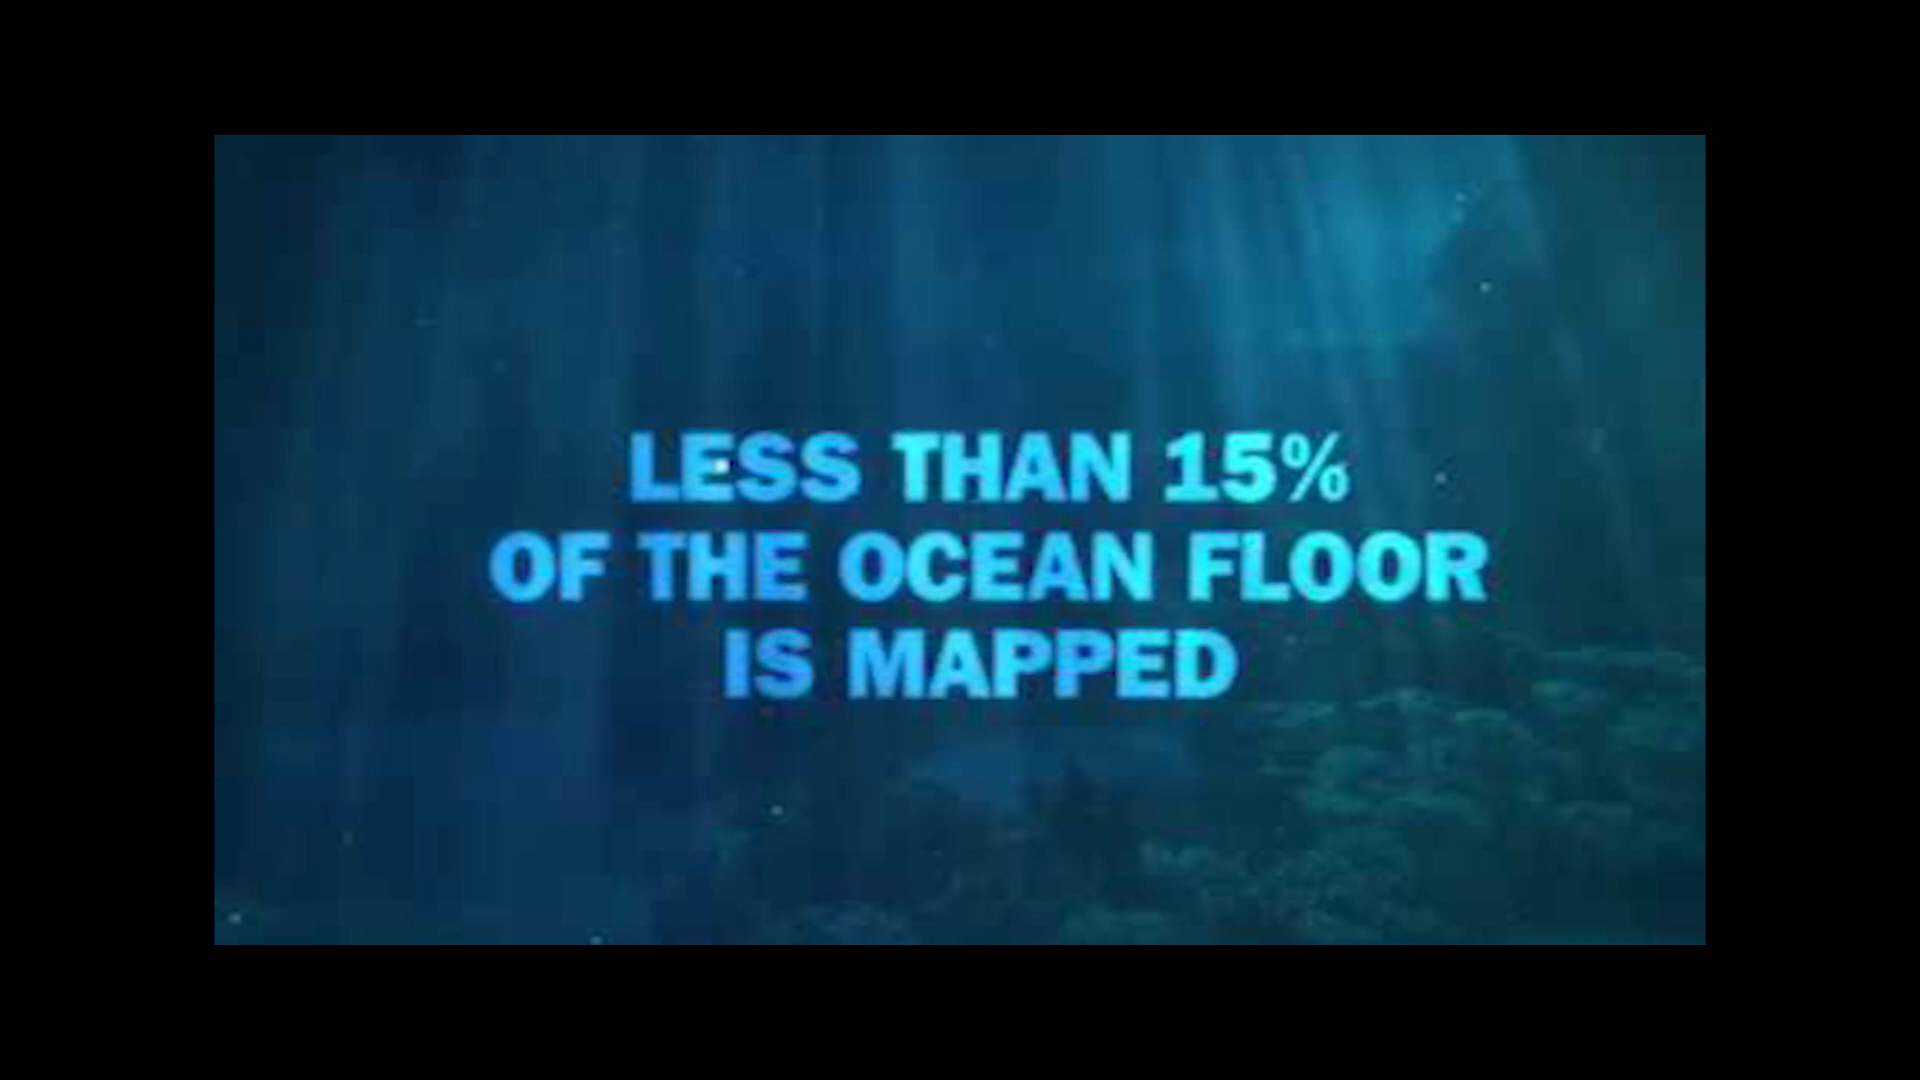 LESS THAN 15%
OF THE OCEAN FLOOR
IS MAPPED